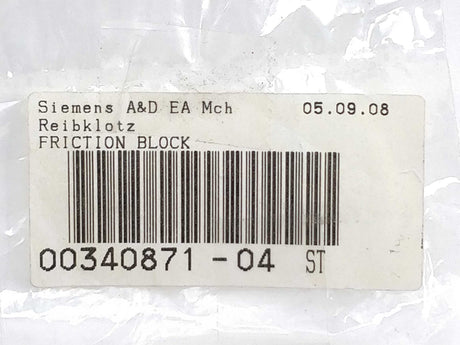 Siemens A&D EA Mch 05.09.08
Reibklotz
FRICTION BLOCK
00340871-04 ST